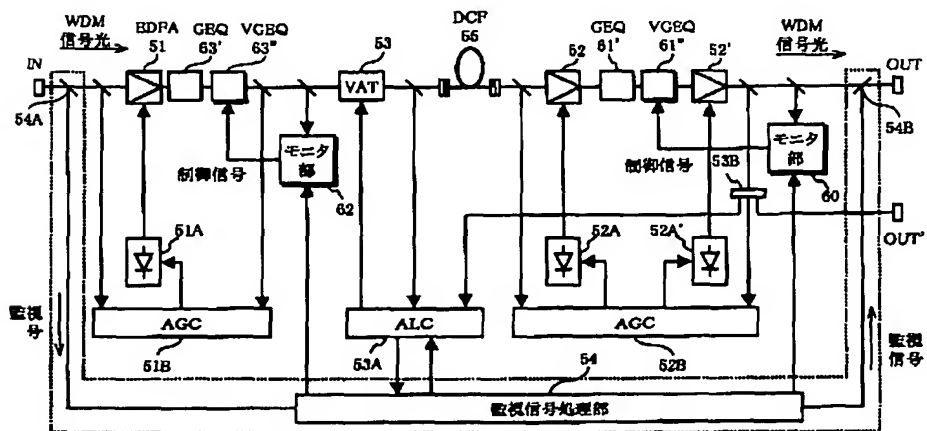 WDM
信号光
EDFA
51
GEQ
63'
VGEQ
63"
53
DCF
55
52
GEQ
61'
VGEQ
61"
52'
WDM
信号光
IN
OUT
VAT
54A
54B
モニタ
部
制御信号
62
モニタ
部
制御信号
53B
60
51A
52A
52A'
OUT'
監視
号
AGC
ALC
AGC
監視
信号
51B
53A
54
52B
監視信号処理部